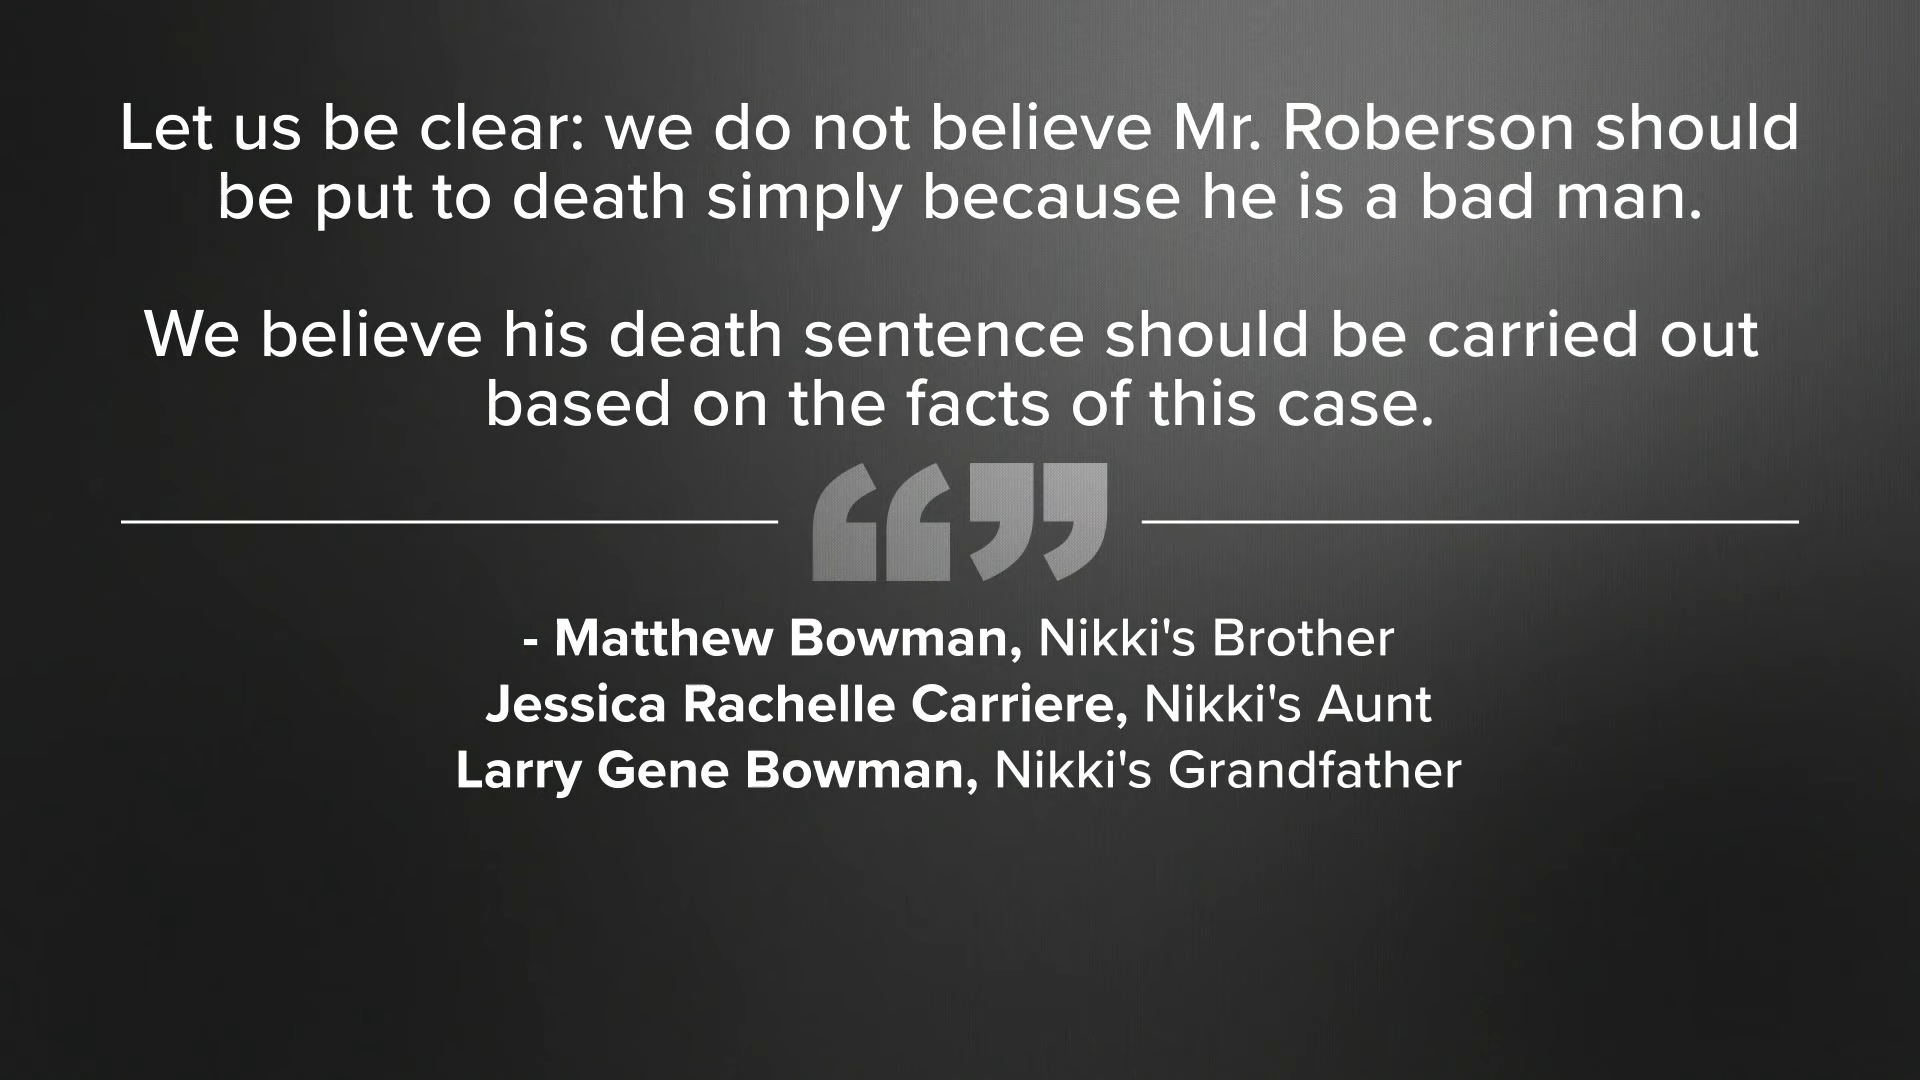 Let us be clear: we do not believe Mr. Roberson should
be put to death simply because he is a bad man.
We believe his death sentence should be carried out
based on the facts of this case.
“”
- Matthew Bowman, Nikki's Brother
Jessica Rachelle Carriere, Nikki's Aunt
Larry Gene Bowman, Nikki's Grandfather